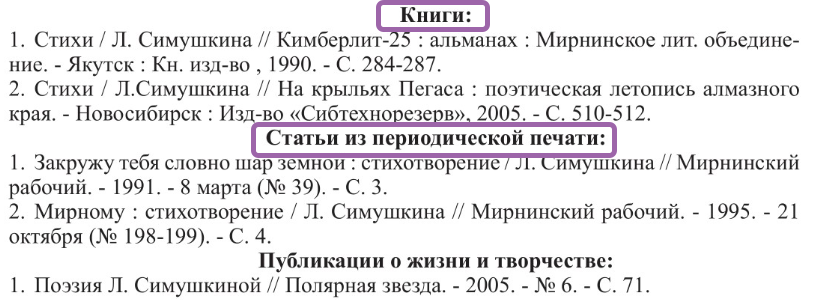 Книги:
1. Стихи / Л. Симушкина // Кимберлит-25 : альманах : Мирнинское лит. объедине-
ние. - Якутск : Кн. изд-во , 1990. - С. 284-287.
2. Стихи / Л.Симушкина // На крыльях Пегаса : поэтическая летопись алмазного
края. - Новосибирск : Изд-во «Сибтехнорезерв», 2005. - С. 510-512.
Статьи из периодической печати:
1. Закружу тебя словно шар земной : стихотворение / Л. Симушкина // Мирнинский
рабочий. - 1991. - 8 марта (№ 39). - С. 3.
2. Мирному : стихотворение / Л. Симушкина // Мирнинский рабочий. - 1995. - 21
октября (№ 198-199). - С. 4.
Публикации о жизни и творчестве:
1. Поэзия Л. Симушкиной // Полярная звезда. - 2005. - № 6. - С. 71.